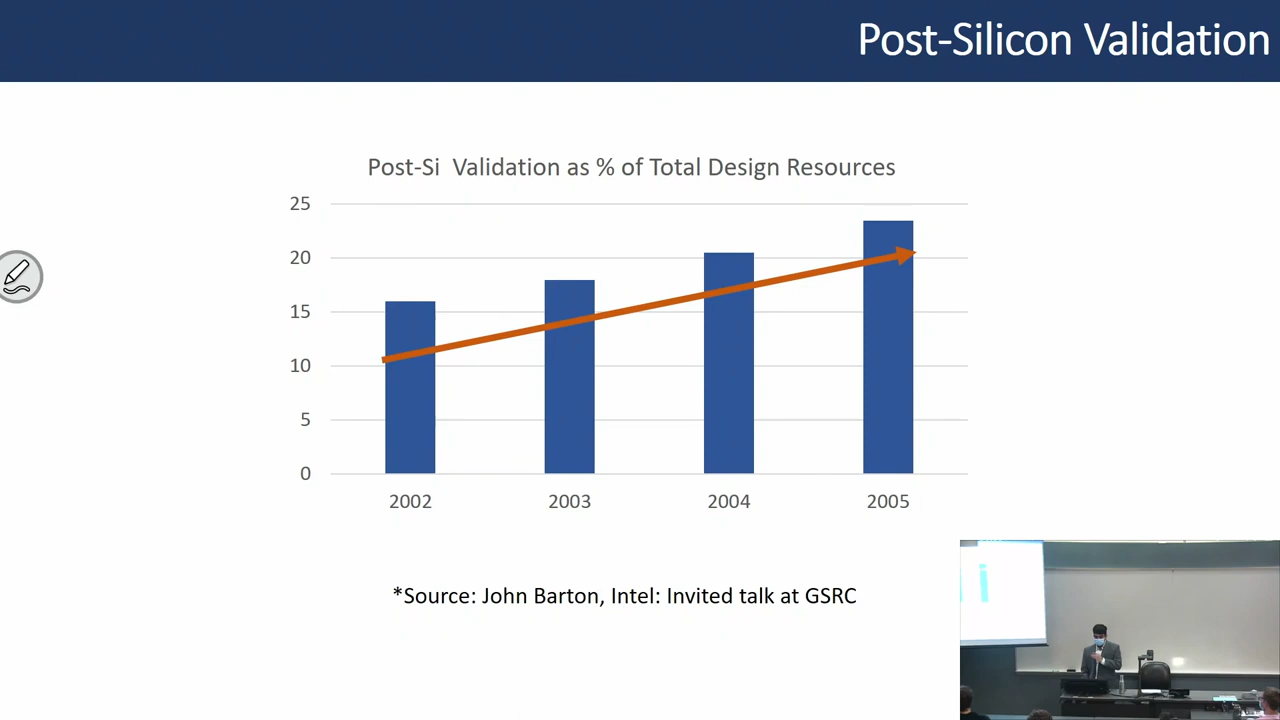 Post-Silicon Validation
Post-Si Validation as % of Total Design Resources
25
20
15
10
5
0
2002 2003 2004 2005
*Source: John Barton, Intel: Invited talk at GSRC